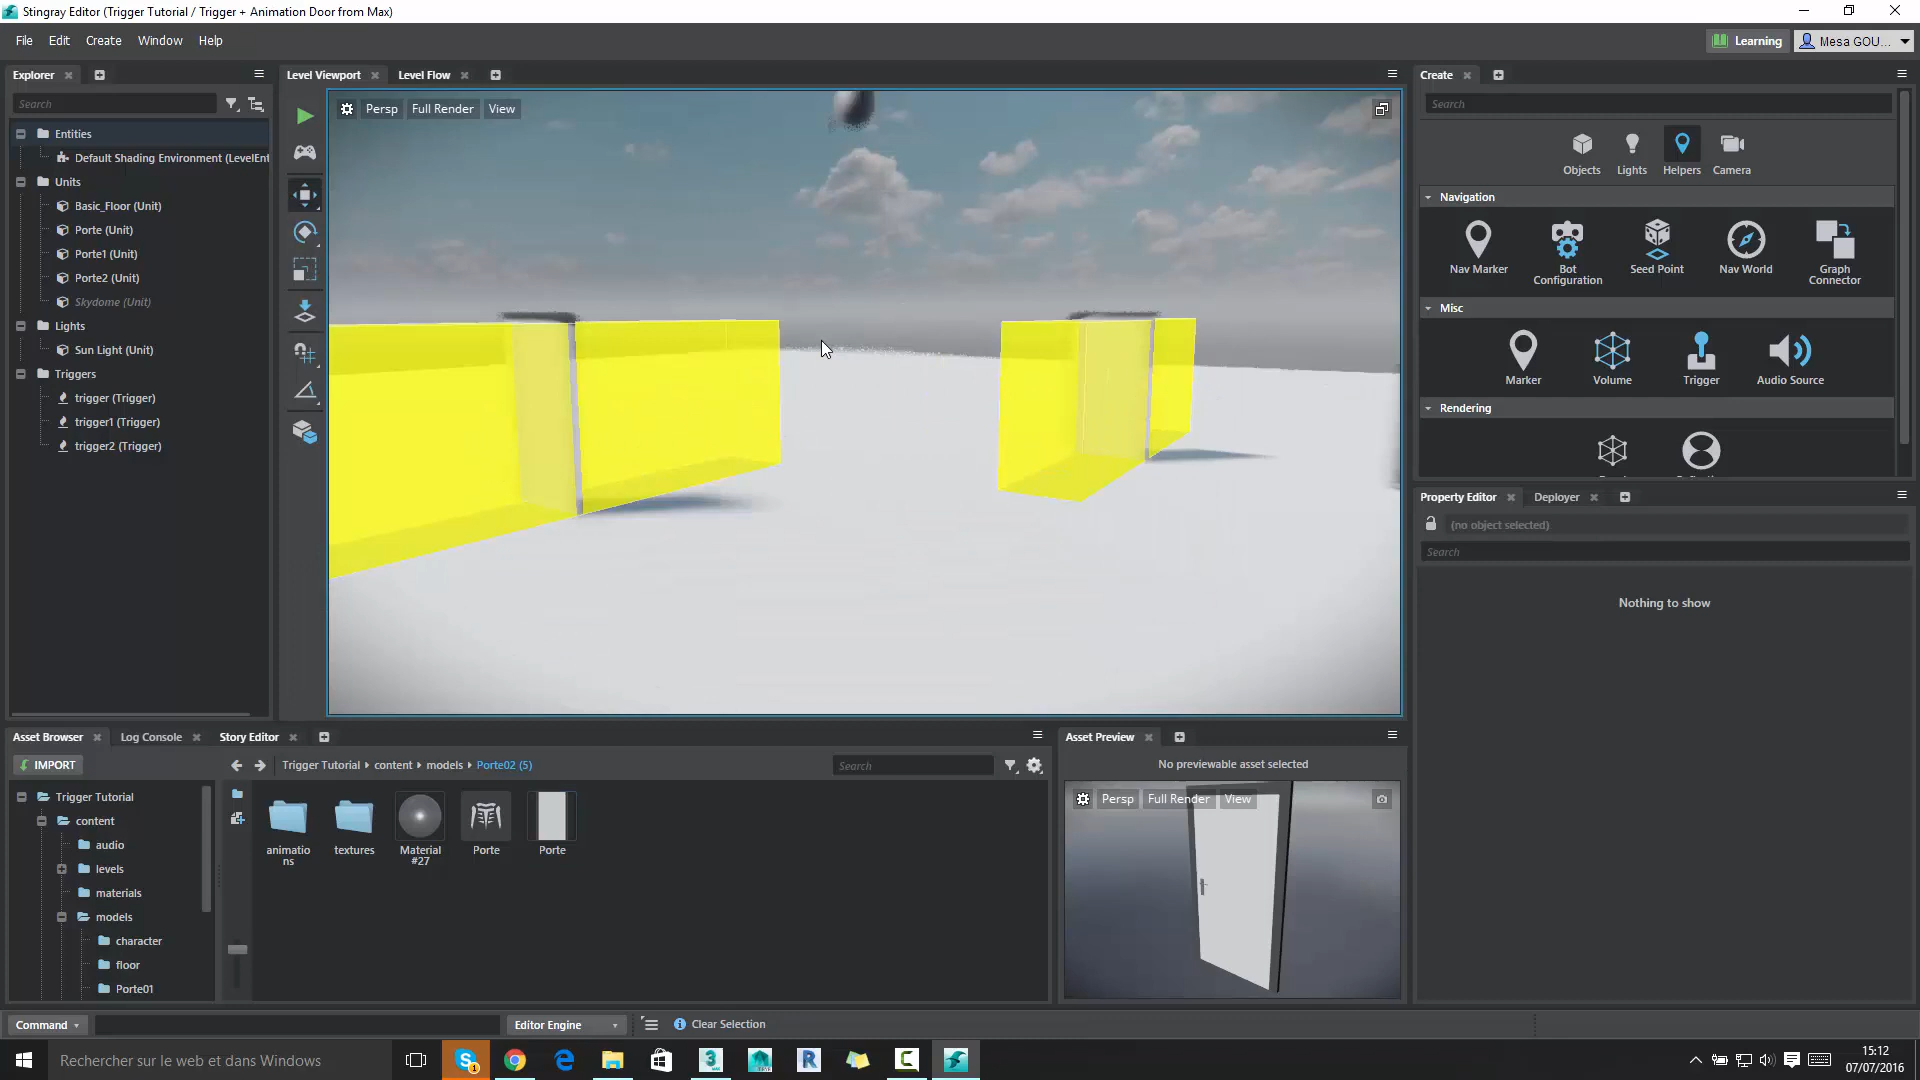 Stingray Editor (Trigger Tutorial / Trigger + Animation Door from Max)
File Edit Create Window Help
Learning
Mesa GOU...
Explorer
Search
Entities
Default Shading Environment (LevelEnt
Units
Basic_Floor (Unit)
Porte (Unit)
Porte1 (Unit)
Porte2 (Unit)
Skydome (Unit)
Lights
Sun Light (Unit)
Triggers
trigger (Trigger)
trigger1 (Trigger)
trigger2 (Trigger)
Level Viewport
Level Flow
Persp Full Render View
Create
Search
Objects Lights Helpers Camera
Navigation
Nav Marker
Bot
Configuration
Seed Point
Nav World
Graph
Connector
Misc
Marker Volume Trigger Audio Source
Rendering
Property Editor
Deployer
(no object selected)
Search
Nothing to show
Asset Browser
Log Console
Story Editor
IMPORT
Trigger Tutorial content models Porte02 (5)
Search
Trigger Tutorial
content
audio
levels
materials
models
character
floor
Porte01
animatio
ns
textures
Material
#27
Porte
Porte
Asset Preview
No previewable asset selected
Persp Full Render View
Command
Editor Engine
Clear Selection
Rechercher sur le web et dans Windows
15:12
07/07/2016